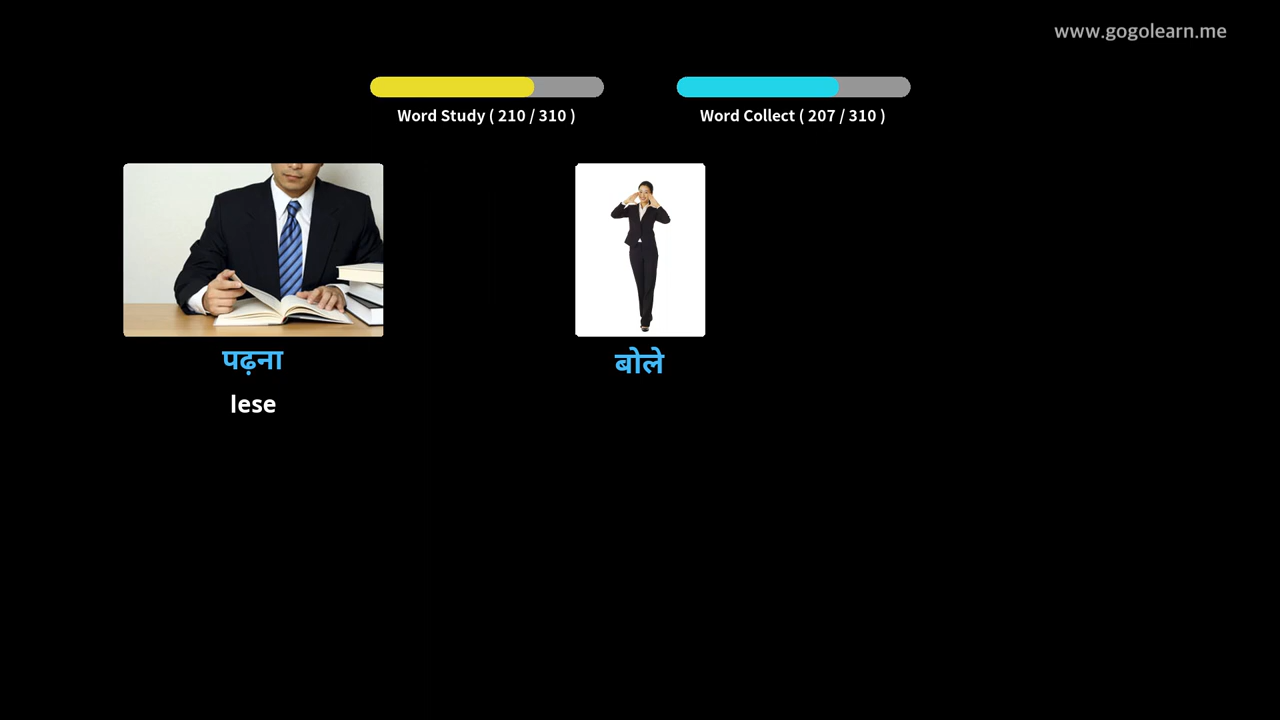 www.gogolearn.me
Word Study ( 210 / 310 )
Word Collect ( 207 / 310 )
पढ़ना
बोले
lese